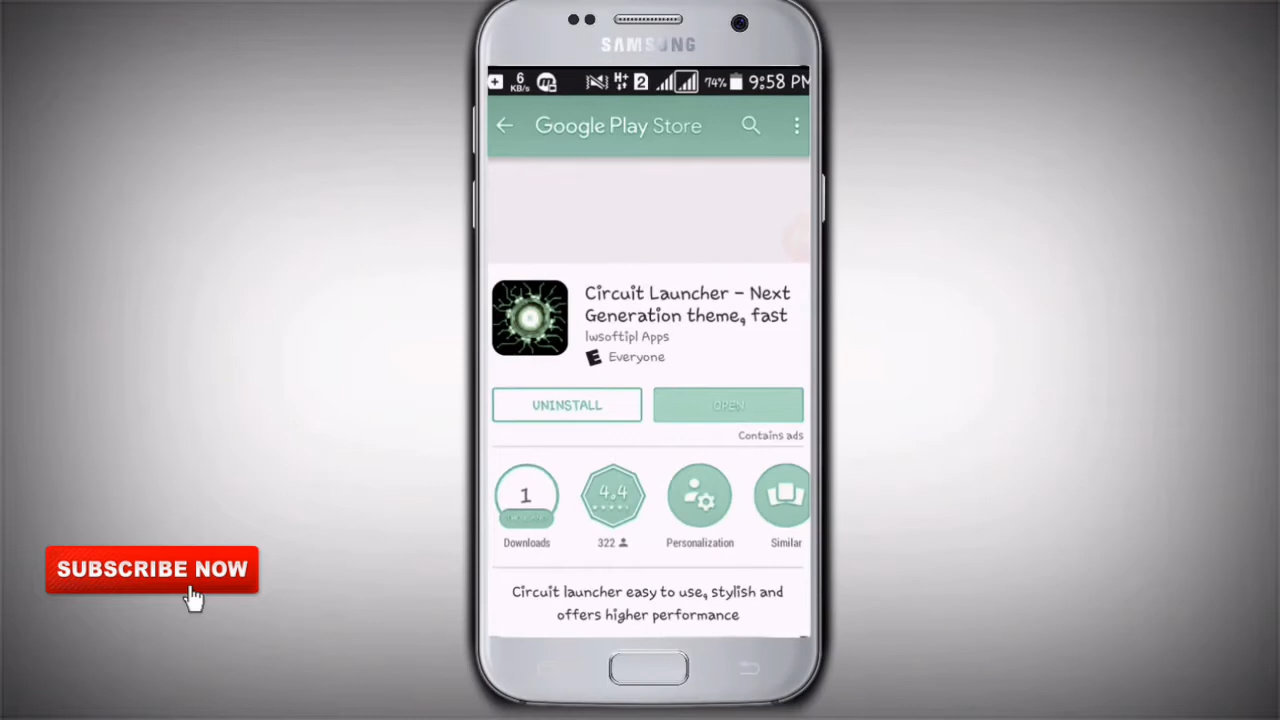 SAMSUNG
6
KB/s
H+
2
74%
9:58 PM
Google Play Store
Circuit Launcher – Next
Generation theme, fast
Iwsoftipl Apps
E Everyone
UNINSTALL
OPEN
Contains ads
1
4.4
Downloads
322
Personalization
Similar
Circuit launcher easy to use, stylish and
offers higher performance
SUBSCRIBE NOW